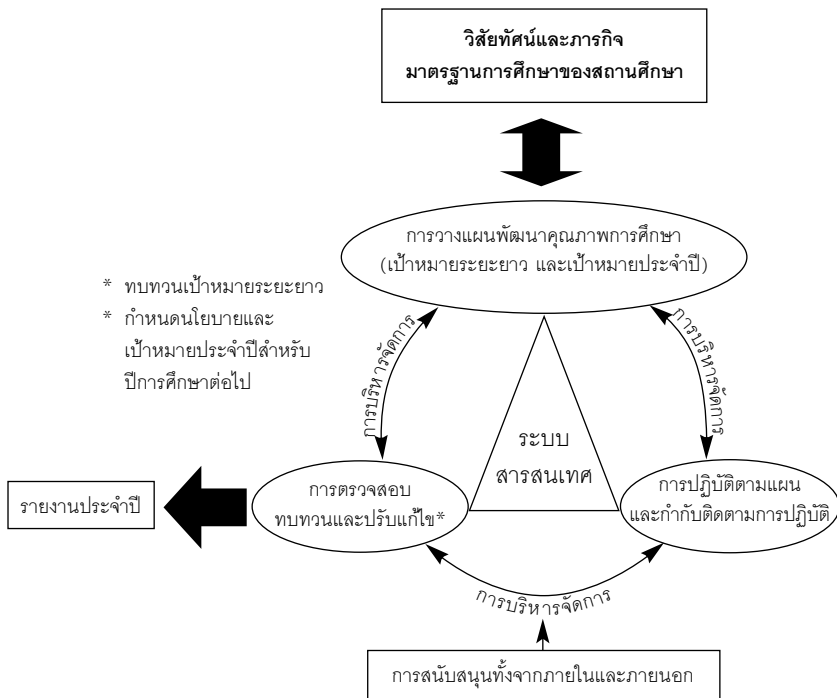 วิสัยทัศน์และภารกิจ
มาตรฐานการศึกษาของสถานศึกษา
การวางแผนพัฒนาคุณภาพการศึกษา
(เป้าหมายระยะยาว และเป้าหมายประจำปี)
* ทบทวนเป้าหมายระยะยาว
* กำหนดนโยบายและ
เป้าหมายประจำปีสำหรับ
ปีการศึกษาต่อไป
การบริหารจัดการ
การบริหารจัดการ
ระบบ
สารสนเทศ
รายงานประจำปี
การตรวจสอบ
ทบทวนและปรับแก้ไข*
การปฏิบัติตามแผน
และกำกับติดตามการปฏิบัติ
การบริหารจัดการ
การสนับสนุนทั้งจากภายในและภายนอก